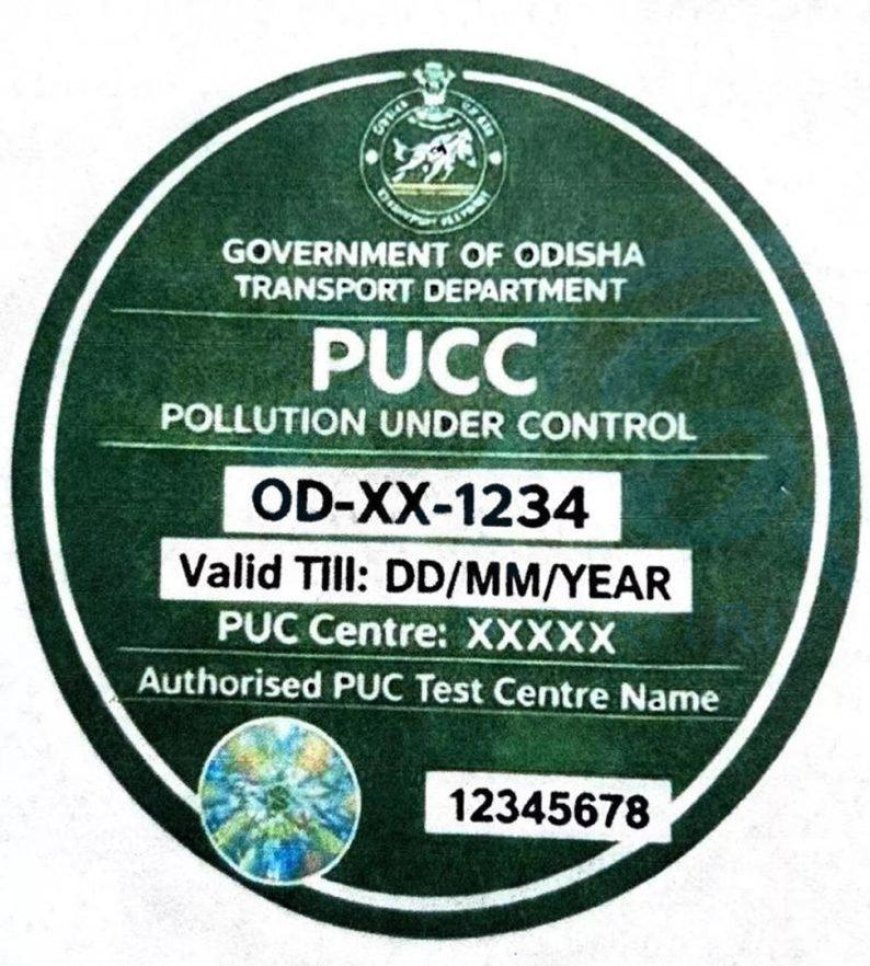 GOVERNMENT OF ODISHA
TRANSPORT DEPARTMENT
PUCC
POLLUTION UNDER CONTROL
OD-XX-1234
Valid Till: DD/MM/YEAR
PUC Centre: XXXXX
Authorised PUC Test Centre Name
12345678